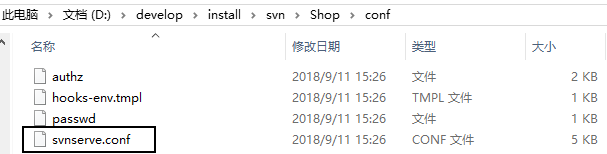 此电脑 > 文档 (D:) > develop > install > svn > Shop > conf
名称 修改日期 类型 大小
authz 2018/9/11 15:26 文件 2 KB
hooks-env.tmpl 2018/9/11 15:26 TMPL 文件 1 KB
passwd 2018/9/11 15:26 文件 1 KB
svnserve.conf 2018/9/11 15:26 CONF 文件 5 KB